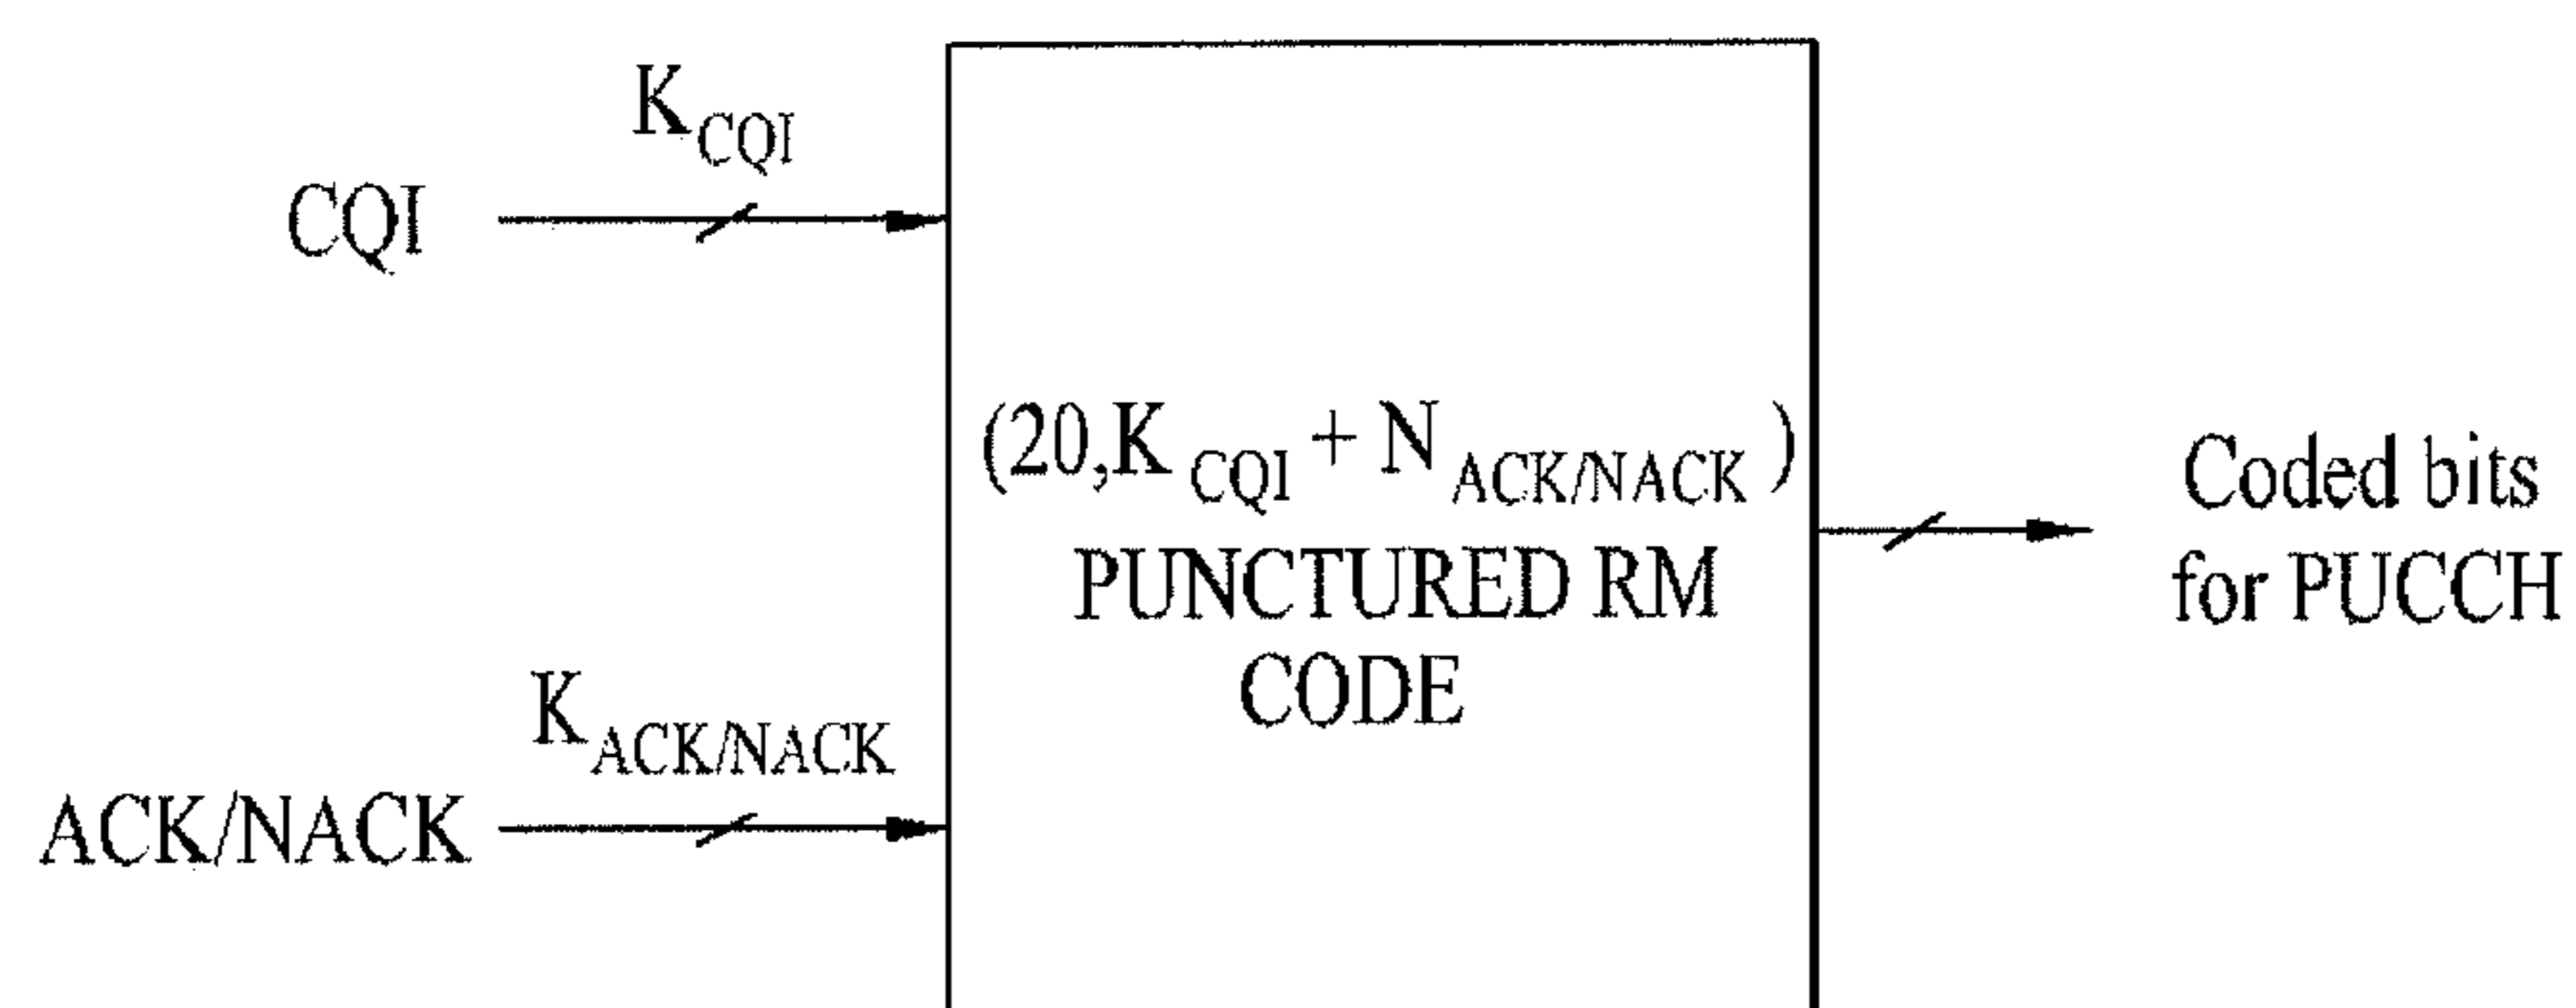 K_CQI
CQI
(20,K_CQI + N_ACK/NACK)
PUNCTURED RM
CODE
Coded bits
for PUCCH
K_ACK/NACK
ACK/NACK